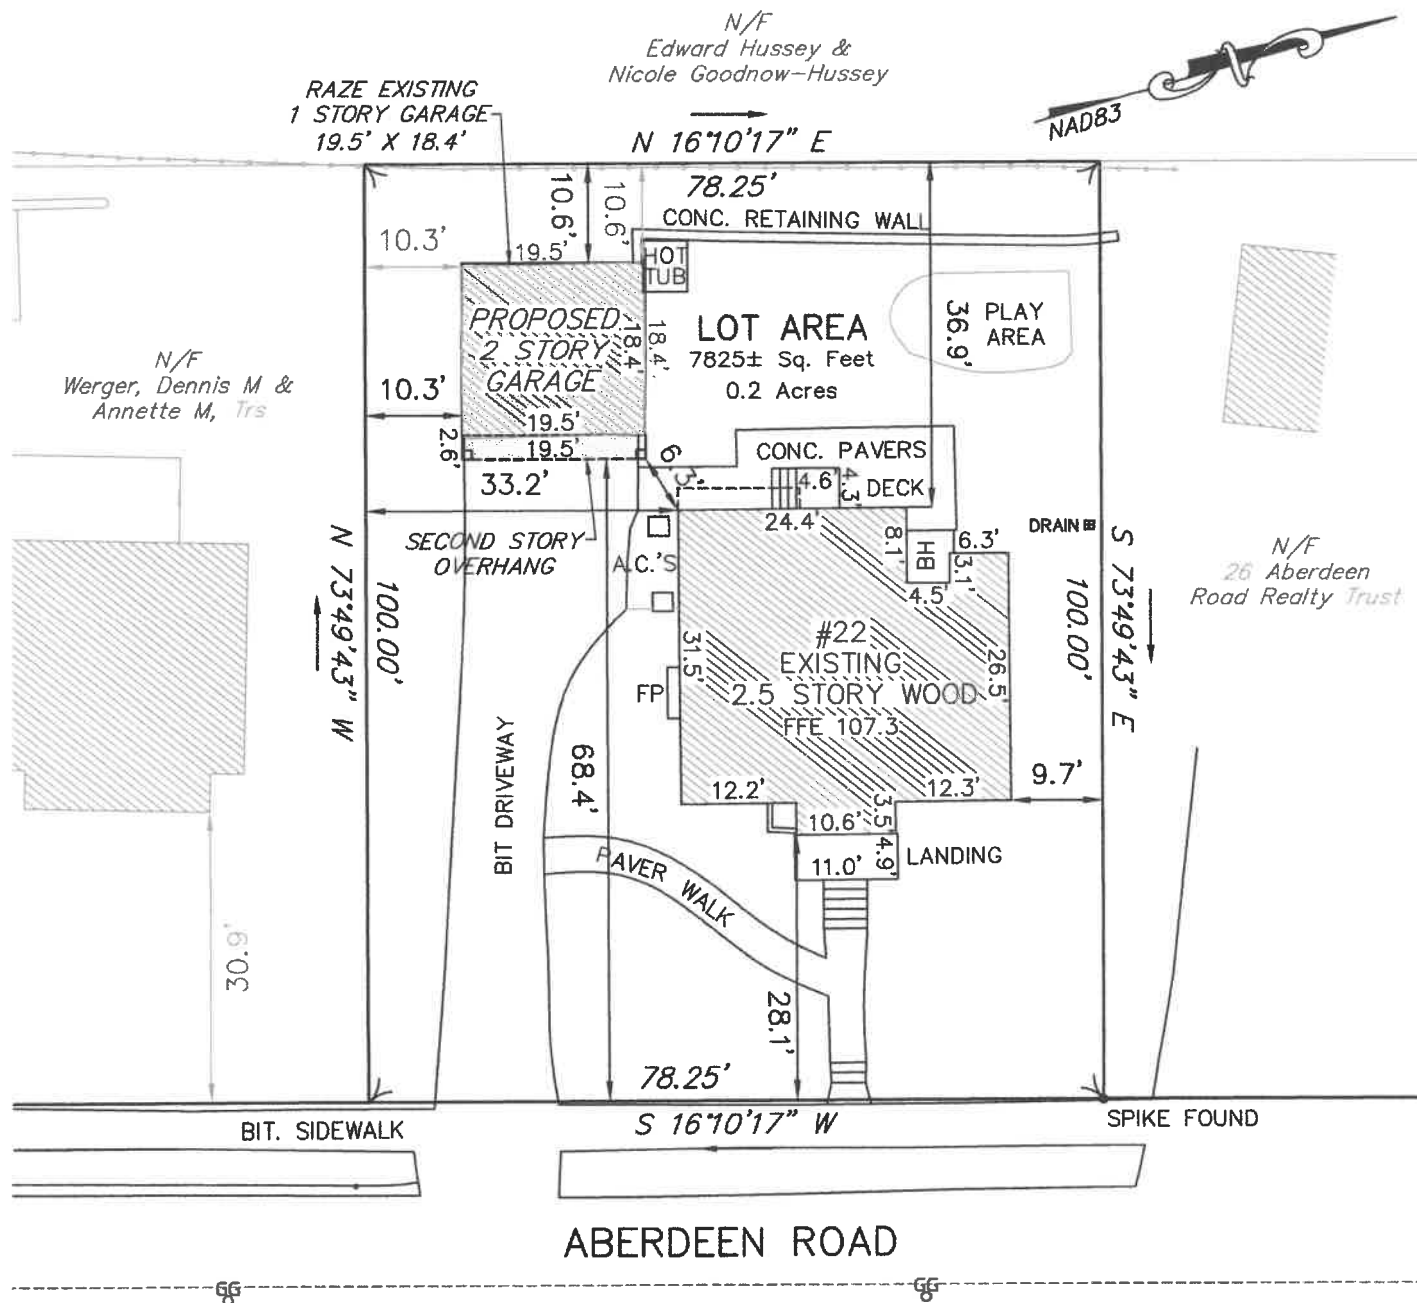 N/F
Edward Hussey &
Nicole Goodnow-Hussey
NAD83
RAZE EXISTING
1 STORY GARAGE
19.5' X 18.4'
N 16°10'17" E
78.25'
CONC. RETAINING WALL
10.6'
10.6'
10.3'
19.5'
HOT
TUB
PROPOSED
2 STORY
GARAGE
18.4'
18.4'
19.5'
LOT AREA
7825± Sq. Feet
0.2 Acres
36.9'
PLAY
AREA
N/F
Werger, Dennis M &
Annette M, Trs
10.3'
2.6'
19.5'
33.2'
6.3'
CONC. PAVERS
4.6'
4.3'
DECK
24.4'
SECOND STORY
OVERHANG
A.C.'S
8.1'
HB
6.3'
3.1'
4.5'
DRAIN
N/F
26 Aberdeen
Road Realty Trust
N 73°49'43" W
100.00'
S 73°49'43" E
100.00'
#22
EXISTING
2.5 STORY WOOD
FFE 107.3
31.5'
26.5'
FP
BIT DRIVEWAY
68.4'
12.2'
12.3'
9.7'
10.6'
3.5'
11.0'
4.9'
LANDING
PAVER WALK
30.9'
28.1'
78.25'
S 16°10'17" W
BIT. SIDEWALK
SPIKE FOUND
ABERDEEN ROAD
GG
GG